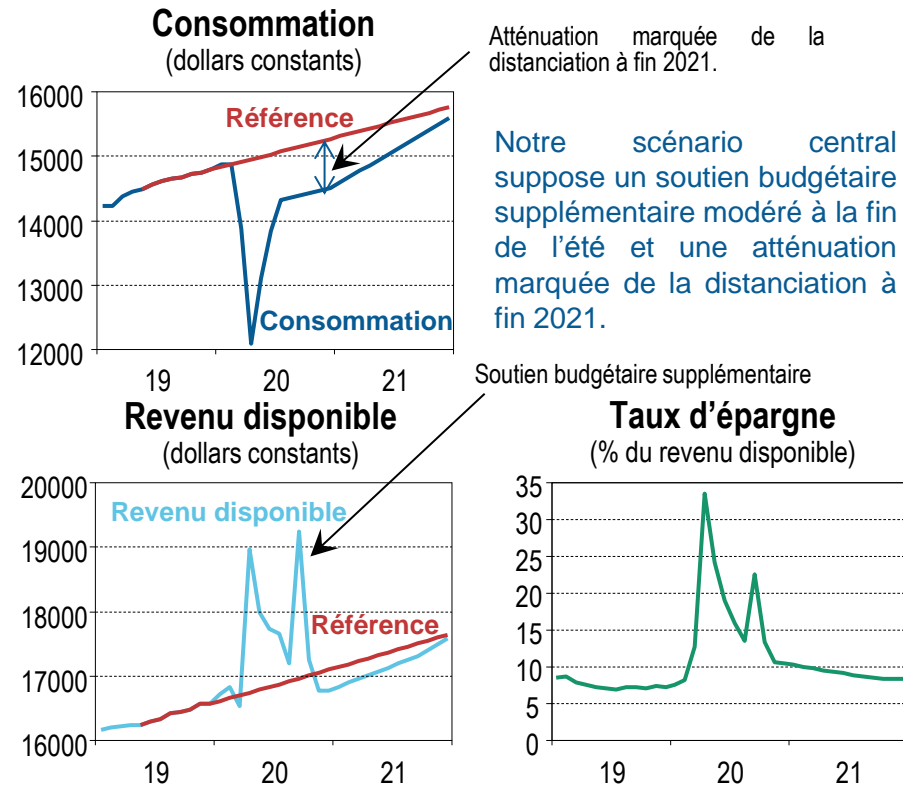 Consommation
(dollars constants)
Atténuation marquée de la
distanciation à fin 2021.
16000
15000
14000
13000
12000
Référence
Consommation
19 20 21
Notre scénario central
suppose un soutien budgétaire
supplémentaire modéré à la fin
de l'été et une atténuation
marquée de la distanciation à
fin 2021.
Soutien budgétaire supplémentaire
Revenu disponible
(dollars constants)
20000
19000
18000
17000
16000
Revenu disponible
Référence
19 20 21
Taux d'épargne
(% du revenu disponible)
35
30
25
20
15
10
5
0
19 20 21